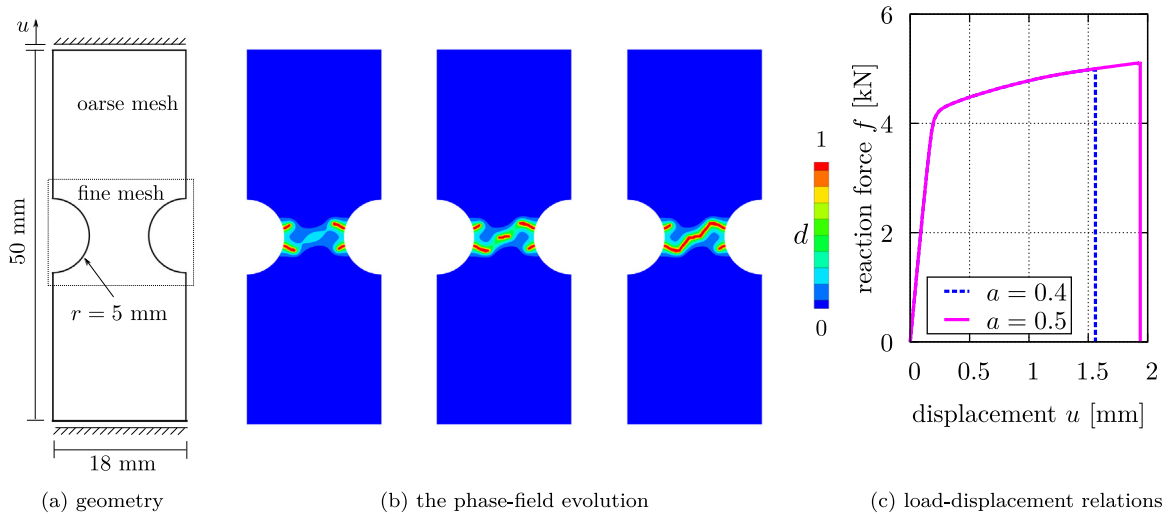 u
oarse mesh
fine mesh
50 mm
r = 5 mm
18 mm
(a) geometry
1
d
0
(b) the phase-field evolution
6
4
2
0
reaction force f [kN]
a = 0.4
a = 0.5
0 0.5 1 1.5 2
displacement u [mm]
(c) load-displacement relations